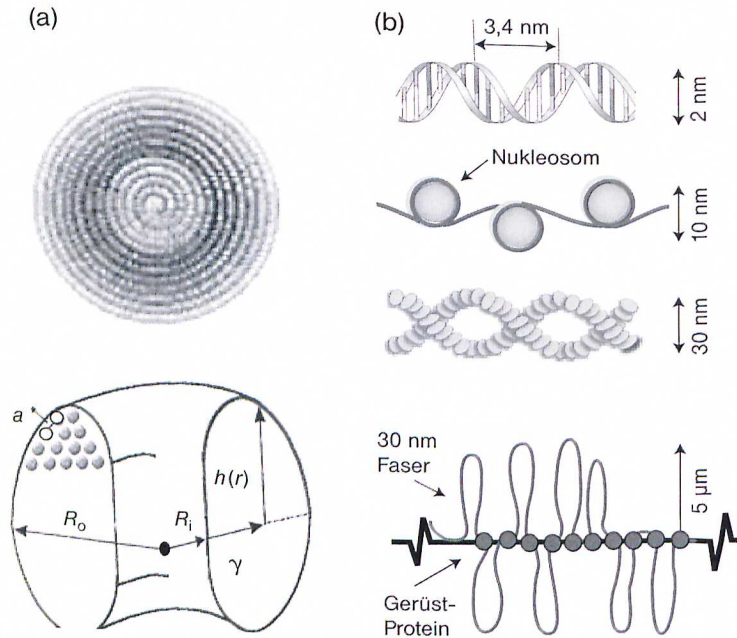 (a)
(b)
3,4 nm
2 nm
Nukleosom
10 nm
30 nm
a
h(r)
R_o
R_i
γ
30 nm
Faser
5 µm
Gerüst-
Protein